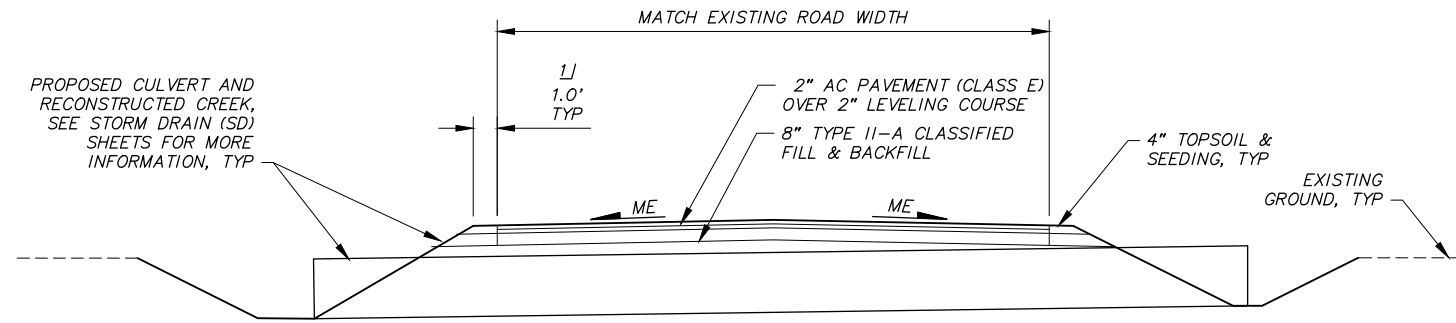 MATCH EXISTING ROAD WIDTH
PROPOSED CULVERT AND
RECONSTRUCTED CREEK,
SEE STORM DRAIN (SD)
SHEETS FOR MORE
INFORMATION, TYP
1/
1.0'
TYP
2" AC PAVEMENT (CLASS E)
OVER 2" LEVELING COURSE
8" TYPE II-A CLASSIFIED
FILL & BACKFILL
4" TOPSOIL &
SEEDING, TYP
EXISTING
GROUND, TYP
ME
ME